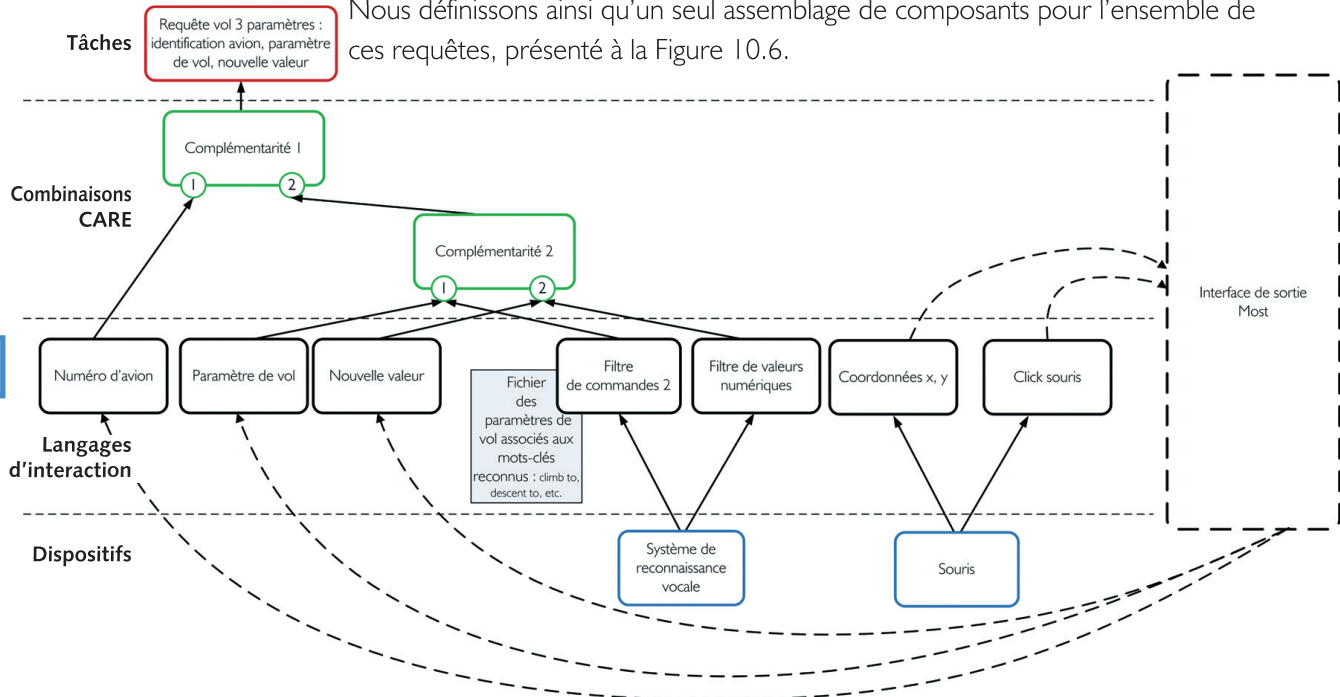 Nous définissons ainsi qu'un seul assemblage de composants pour l'ensemble de
ces requêtes, présenté à la Figure 10.6.
Tâches
Requête vol 3 paramètres :
identification avion, paramètre
de vol, nouvelle valeur
Complémentarité 1
1
2
Combinaisons
CARE
Complémentarité 2
1
2
Interface de sortie
Most
Numéro d'avion
Paramètre de vol
Nouvelle valeur
Fichier
des
paramètres de
vol associés aux
mots-clés
reconnus : climb to,
descent to, etc.
Filtre
de commandes 2
Filtre de valeurs
numériques
Coordonnées x, y
Click souris
Langages
d'interaction
Dispositifs
Système de
reconnaissance
vocale
Souris